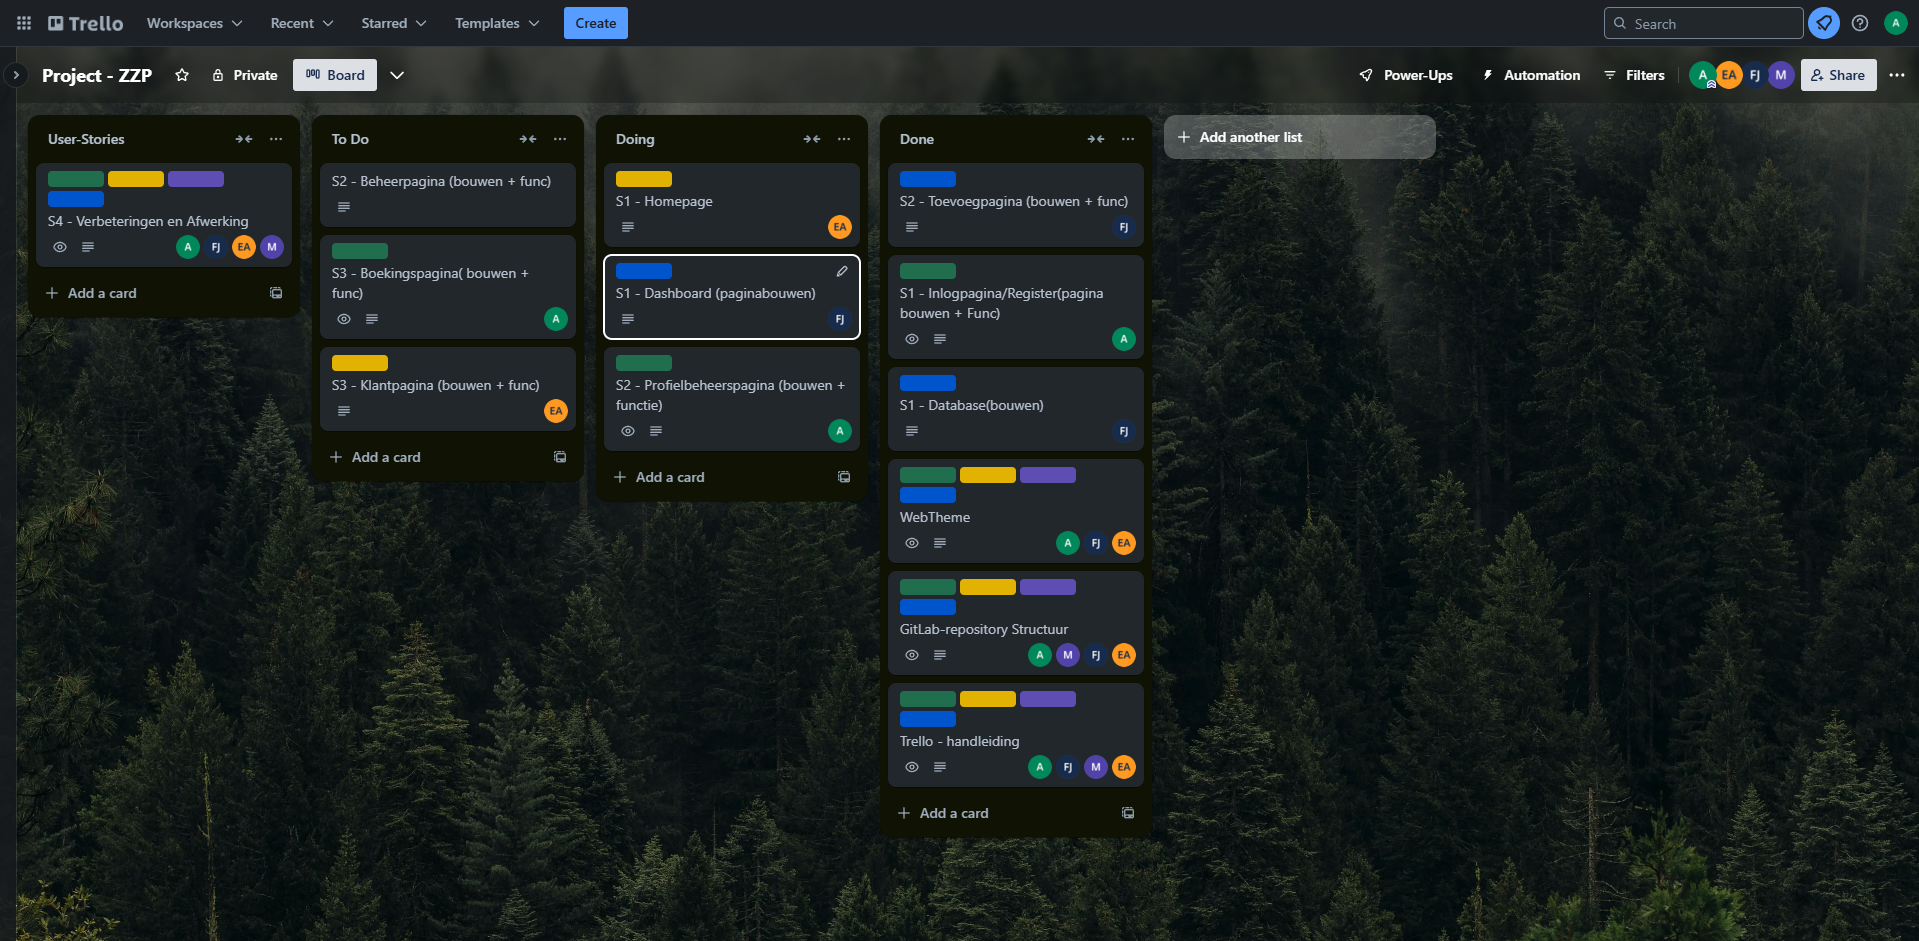 Trello
Workspaces
Recent
Starred
Templates
Create
Search
A
Project - ZZP
Private
Board
Power-Ups
Automation
Filters
A
EA
FJ
M
Share
User-Stories
S4 - Verbeteringen en Afwerking
A
FJ
EA
M
Add a card
To Do
S2 - Beheerpagina (bouwen + func)
S3 - Boekingspagina( bouwen +
func)
A
S3 - Klantpagina (bouwen + func)
EA
Add a card
Doing
S1 - Homepage
EA
S1 - Dashboard (paginabouwen)
FJ
S2 - Profielbeheerspagina (bouwen +
functie)
A
Add a card
Done
S2 - Toevoegpagina (bouwen + func)
FJ
S1 - Inlogpagina/Register(pagina
bouwen + Func)
A
S1 - Database(bouwen)
FJ
WebTheme
A
FJ
EA
GitLab-repository Structuur
A
M
FJ
EA
Trello - handleiding
A
FJ
M
EA
Add a card
Add another list